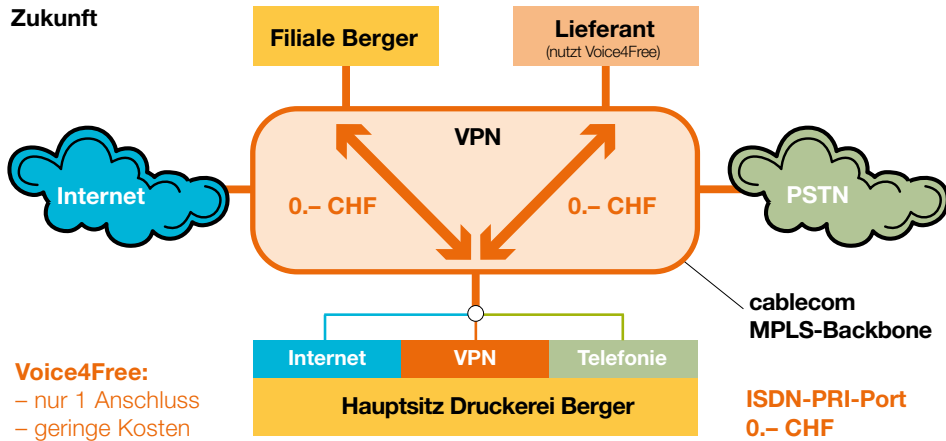 Zukunft
Filiale Berger
Lieferant
(nutzt Voice4Free)
VPN
Internet
0.– CHF
0.– CHF
PSTN
cablecom
MPLS-Backbone
Internet
VPN
Telefonie
Hauptsitz Druckerei Berger
Voice4Free:
– nur 1 Anschluss
– geringe Kosten
ISDN-PRI-Port
0.– CHF